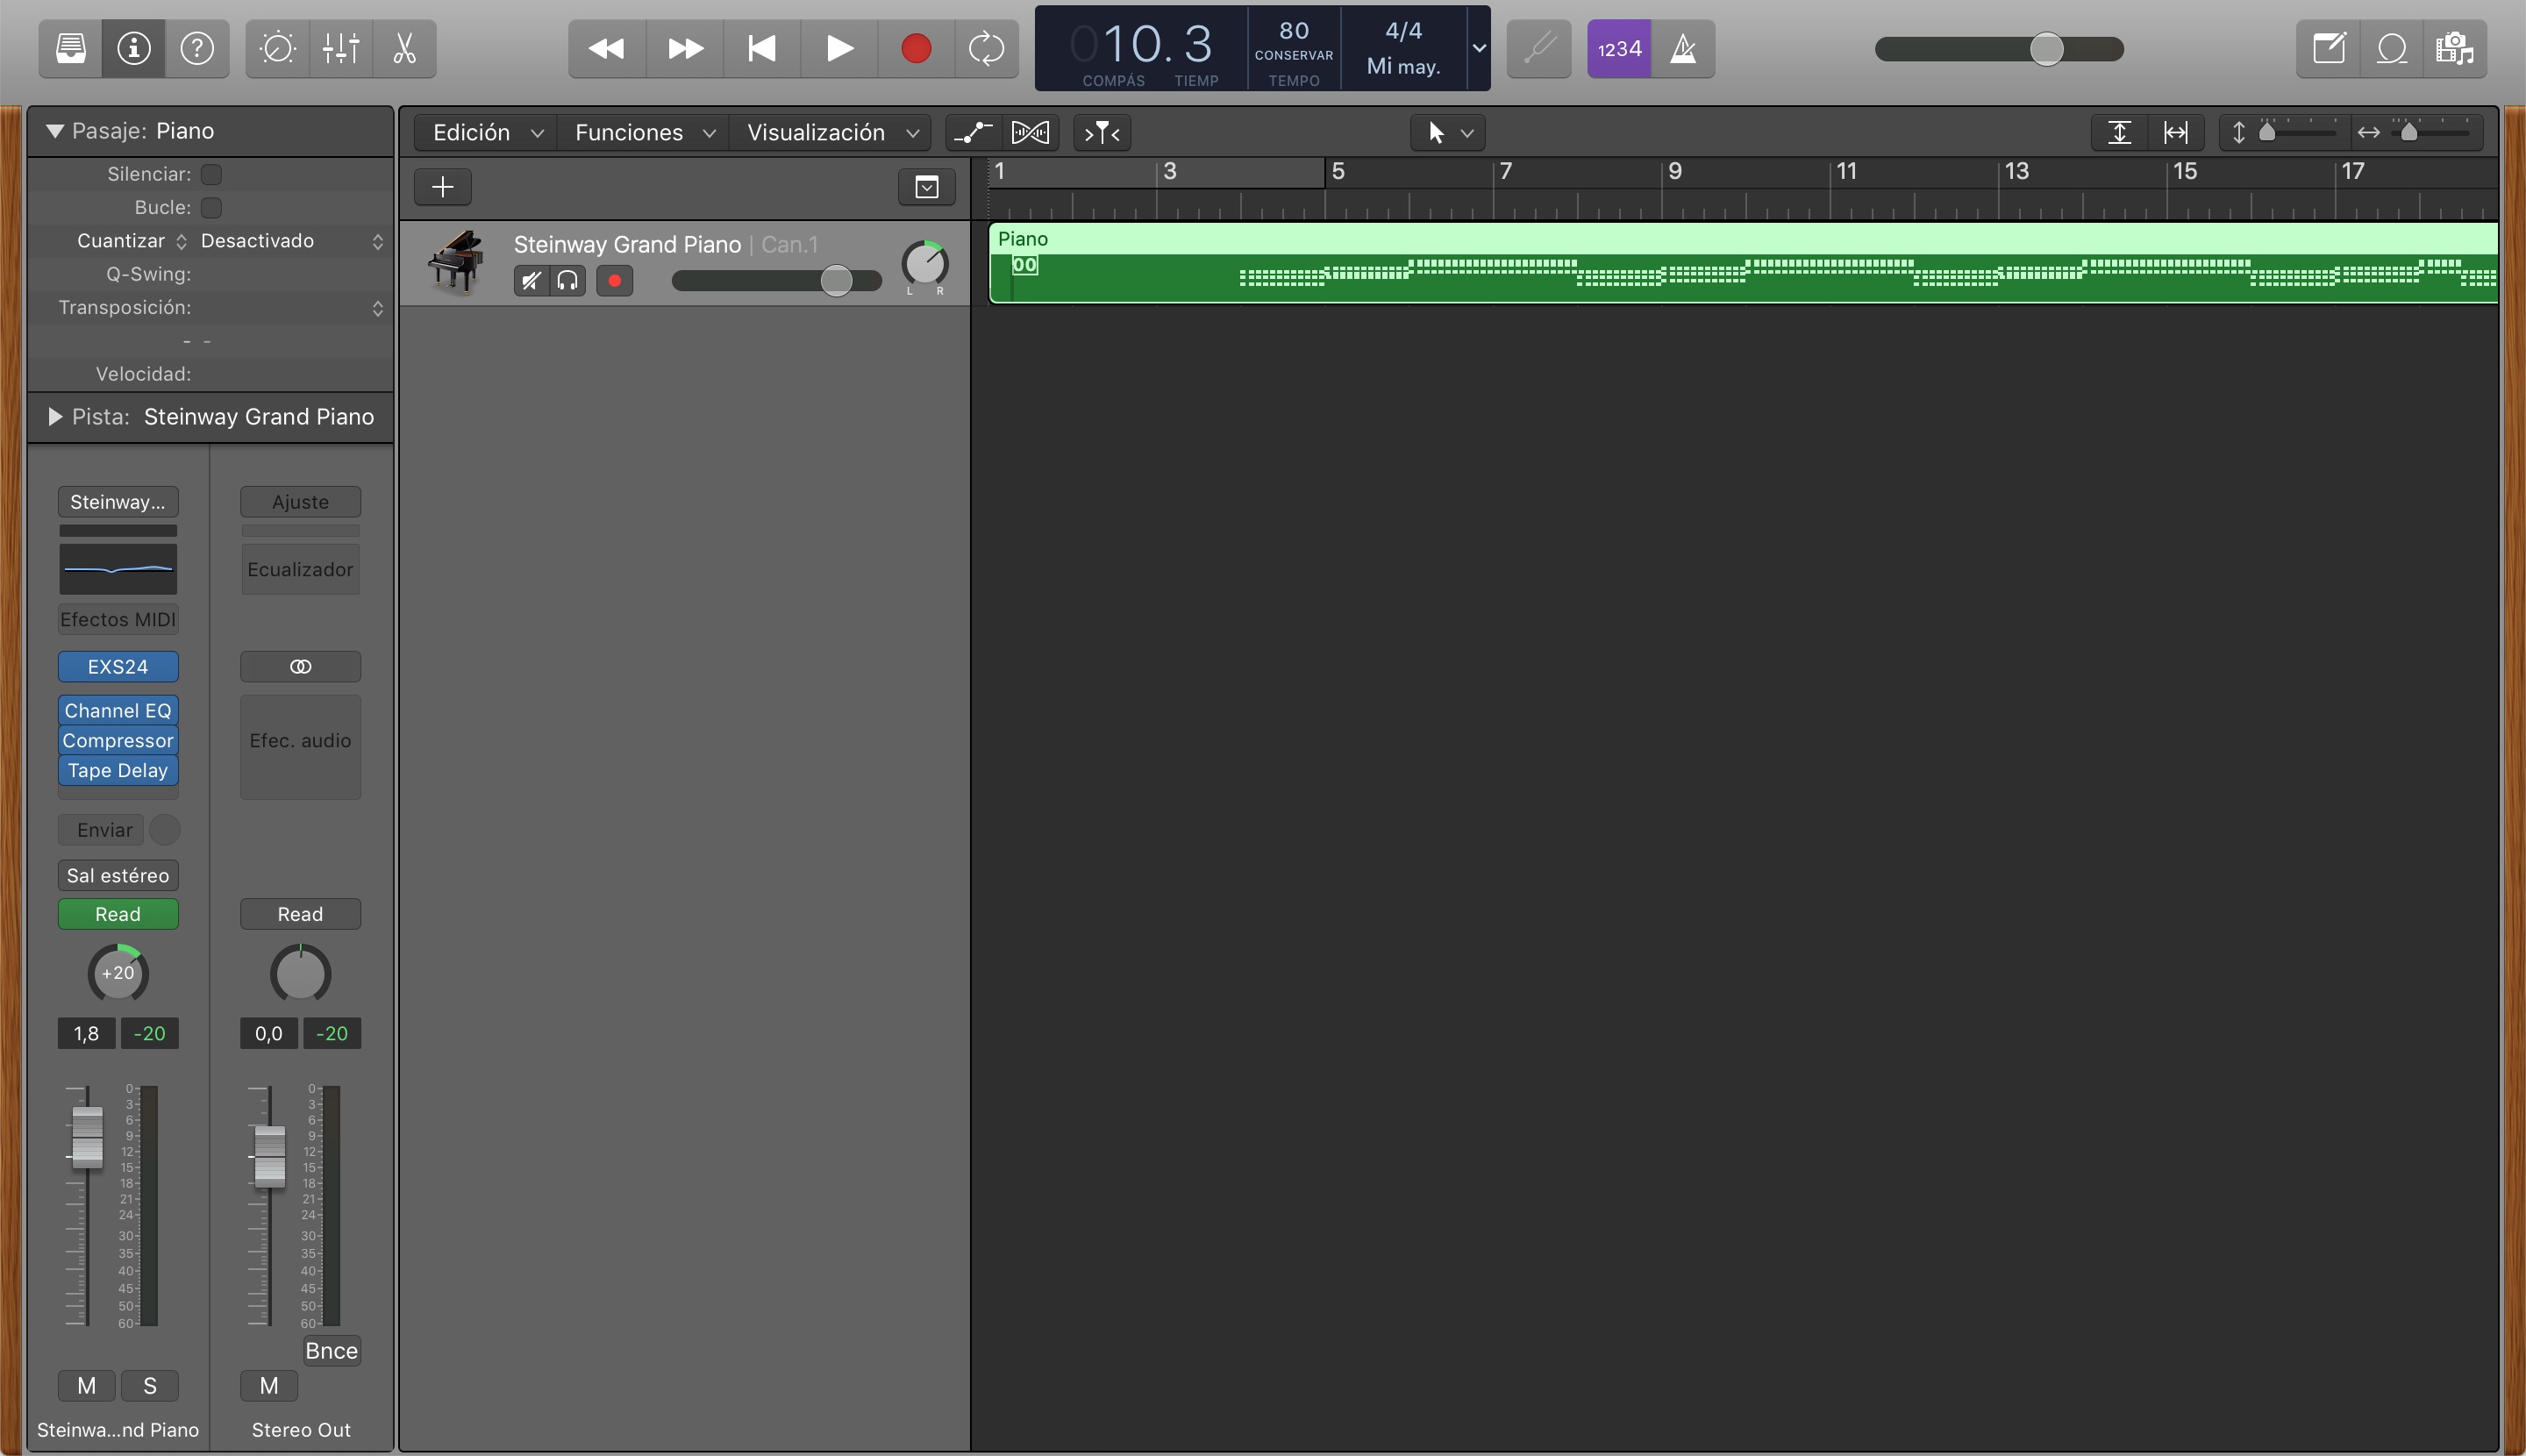 010. 3
COMPÁS TIEMP
80
CONSERVAR
TEMPO
4/4
Mi may.
1234
Pasaje: Piano
Silenciar:
Bucle:
Cuantizar Desactivado
Q-Swing:
Transposición:
- -
Velocidad:
Pista: Steinway Grand Piano
Edición Funciones Visualización
1 3 5 7 9 11 13 15 17
Steinway Grand Piano | Can.1
L R
Piano
00
Steinway...
Ajuste
Ecualizador
Efectos MIDI
EXS24
Channel EQ
Compressor
Tape Delay
Efec. audio
Enviar
Sal estéreo
Read
Read
+20
1,8 -20
0,0 -20
0 3 6 9 12 15 18 21 24 30 35 40 45 50 60
0 3 6 9 12 15 18 21 24 30 35 40 45 50 60
Bnce
M S
M
Steinwa...nd Piano
Stereo Out